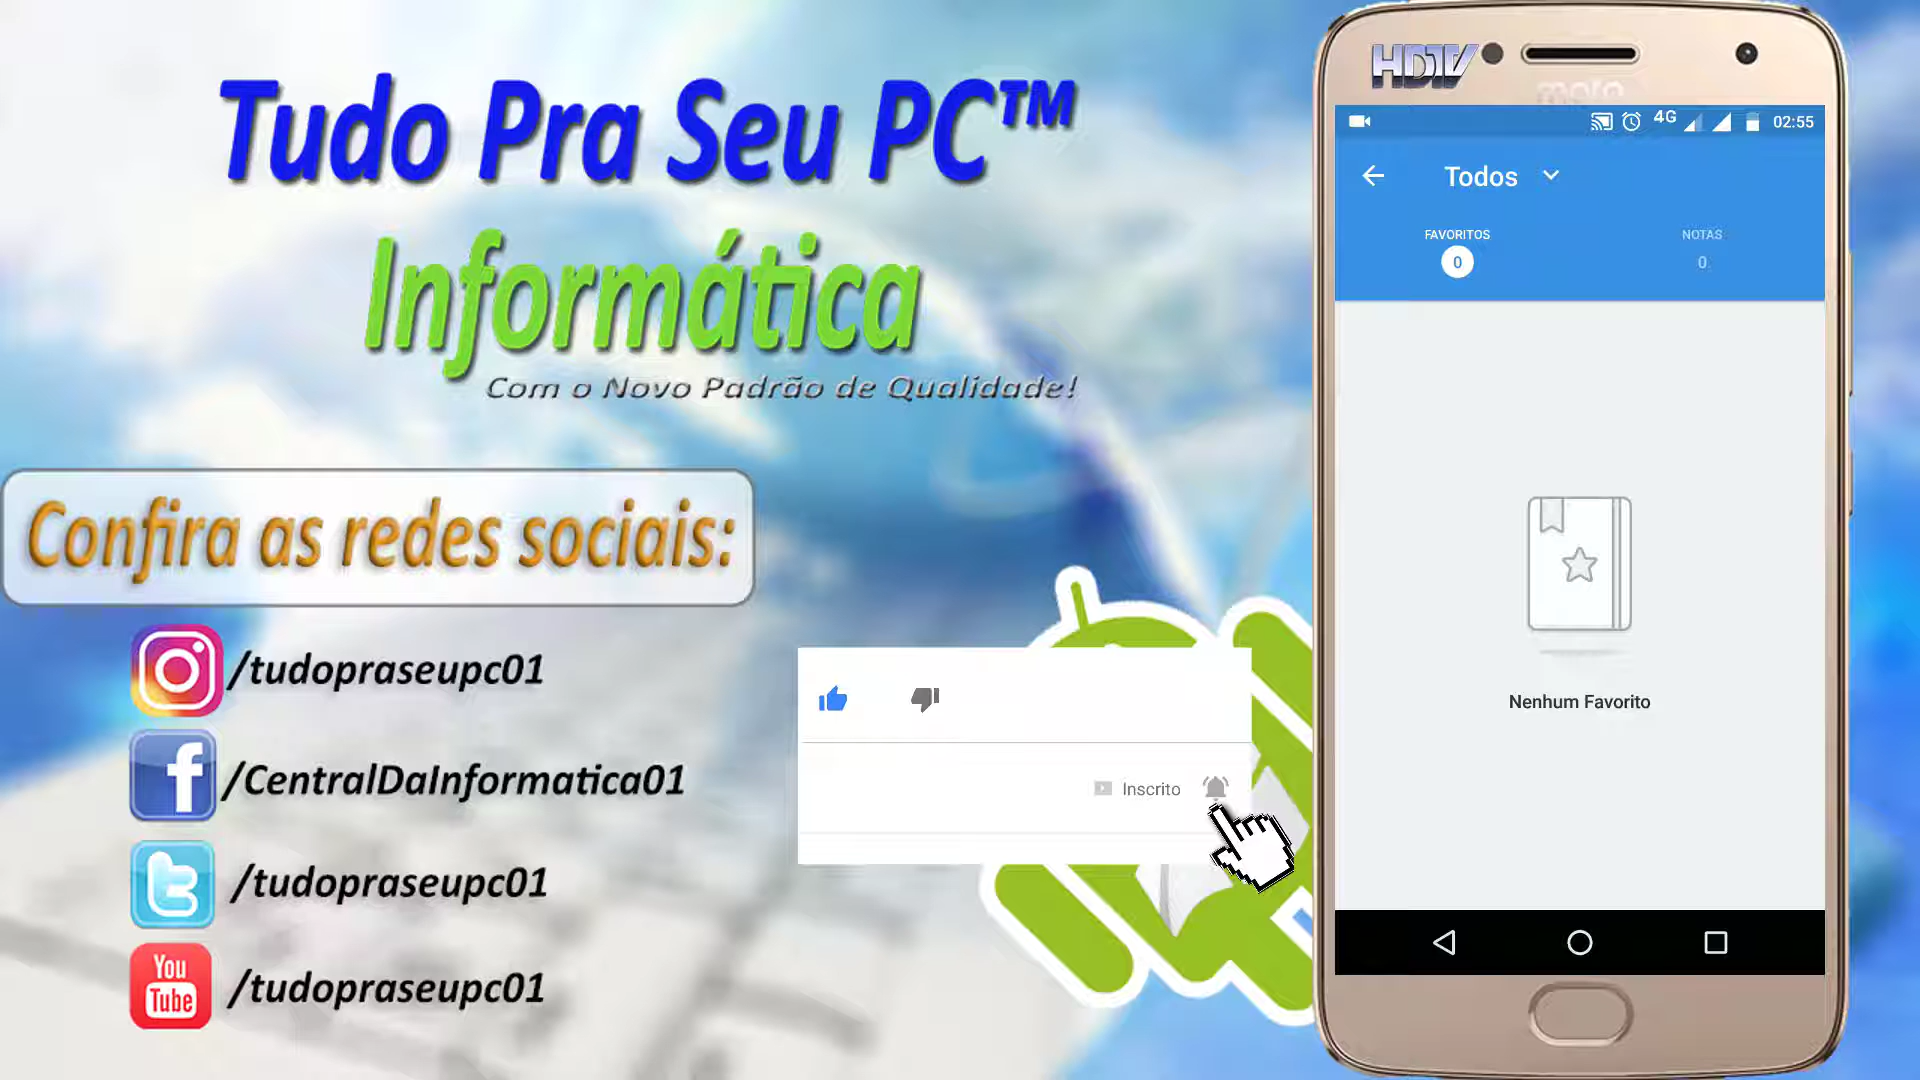 Tudo Pra Seu PC™
Informática
Com o Novo Padrão de Qualidade!
Confira as redes sociais:
/tudopraseupc01
/CentralDaInformatica01
/tudopraseupc01
You
Tube
/tudopraseupc01
Inscrito
HDTV
moto
4G
02:55
Todos
FAVORITOS
0
NOTAS
0
Nenhum Favorito